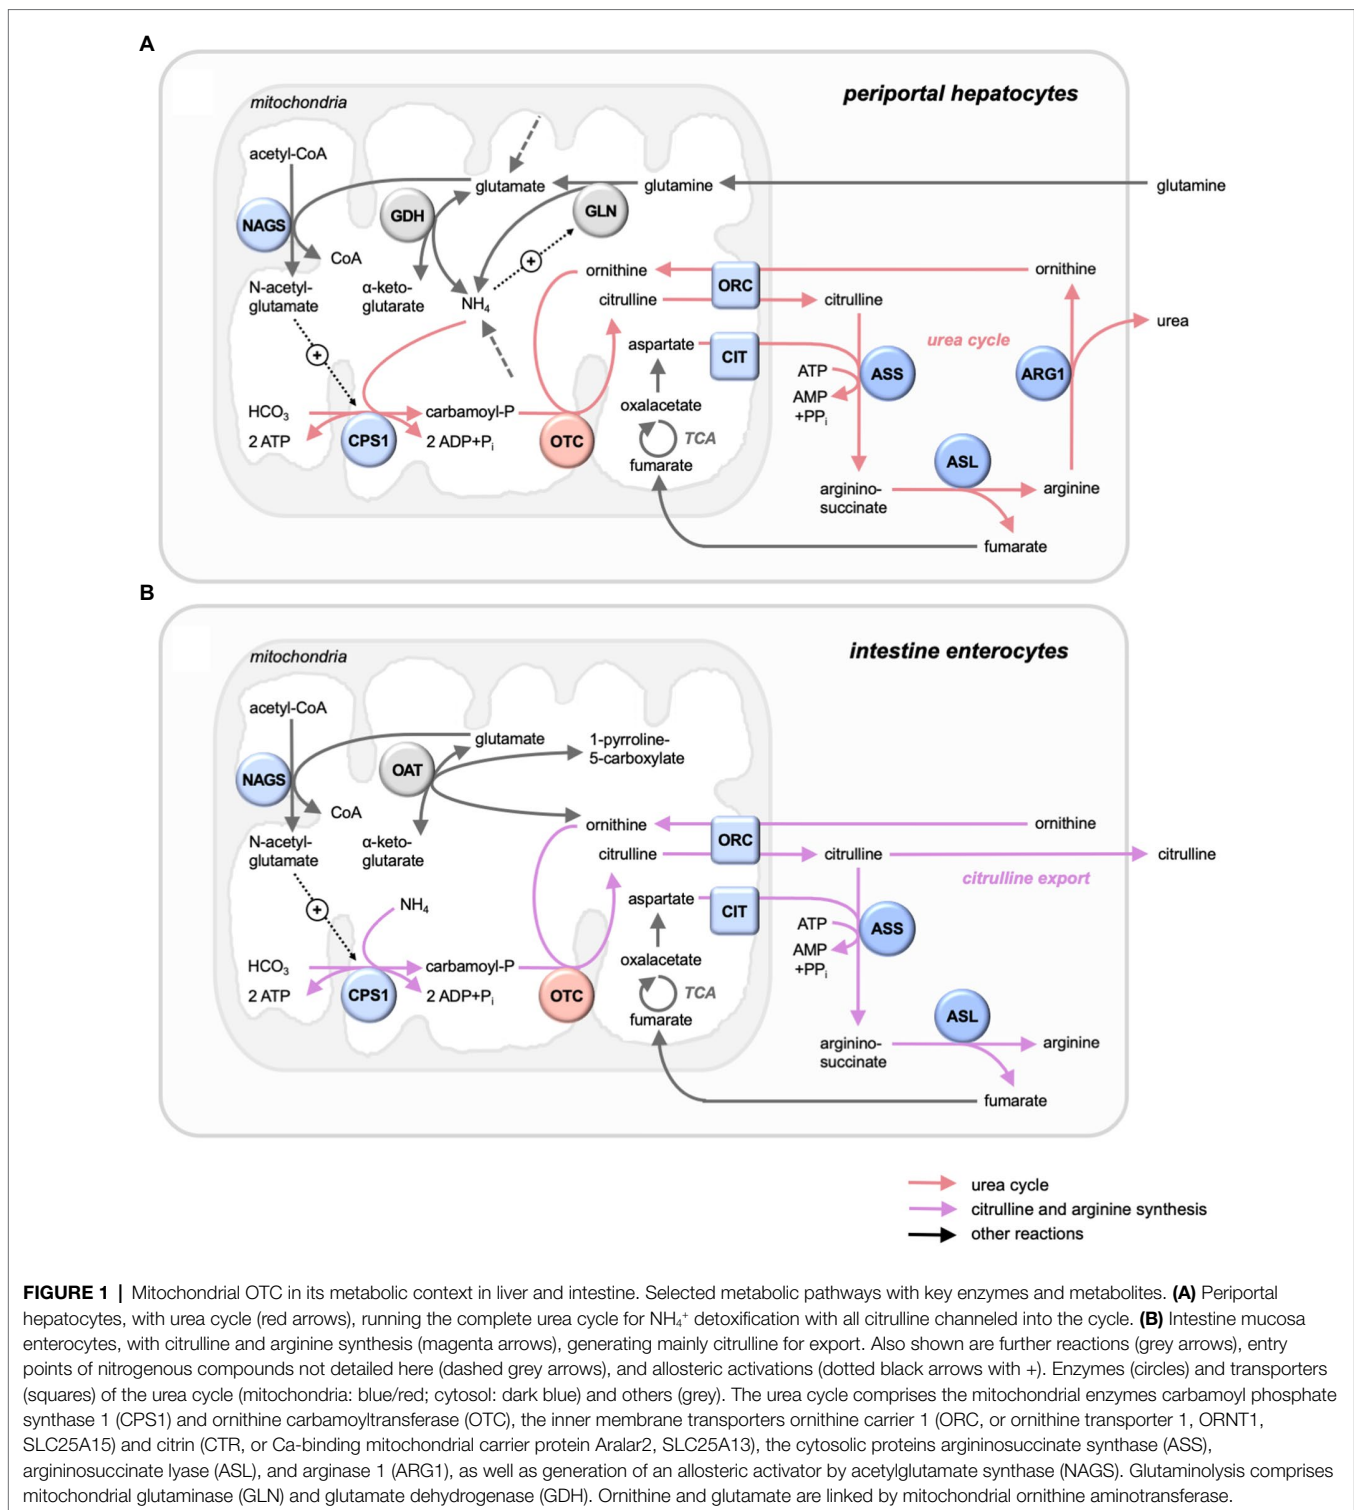 A
periportal hepatocytes
mitochondria
acetyl-CoA
glutamate
glutamine
glutamine
NAGS
GDH
GLN
CoA
+
N-acetyl-
glutamate
α-keto-
glutarate
NH4
ornithine
ORC
ornithine
citrulline
citrulline
urea
urea cycle
aspartate
CIT
+
ATP
ASS
ARG1
AMP
+PPi
oxalacetate
HCO3
carbamoyl-P
TCA
2 ATP
CPS1
2 ADP+Pi
OTC
fumarate
ASL
arginino-
succinate
arginine
fumarate
B
intestine enterocytes
mitochondria
acetyl-CoA
glutamate
1-pyrroline-
5-carboxylate
NAGS
OAT
CoA
N-acetyl-
glutamate
α-keto-
glutarate
ornithine
ORC
ornithine
citrulline
citrulline
citrulline
citrulline export
aspartate
CIT
+
NH4
ATP
ASS
AMP
+PPi
oxalacetate
HCO3
carbamoyl-P
TCA
2 ATP
CPS1
2 ADP+Pi
OTC
fumarate
ASL
arginino-
succinate
arginine
fumarate
urea cycle
citrulline and arginine synthesis
other reactions
FIGURE 1 | Mitochondrial OTC in its metabolic context in liver and intestine. Selected metabolic pathways with key enzymes and metabolites. (A) Periportal
hepatocytes, with urea cycle (red arrows), running the complete urea cycle for NH4+ detoxification with all citrulline channeled into the cycle. (B) Intestine mucosa
enterocytes, with citrulline and arginine synthesis (magenta arrows), generating mainly citrulline for export. Also shown are further reactions (grey arrows), entry
points of nitrogenous compounds not detailed here (dashed grey arrows), and allosteric activations (dotted black arrows with +). Enzymes (circles) and transporters
(squares) of the urea cycle (mitochondria: blue/red; cytosol: dark blue) and others (grey). The urea cycle comprises the mitochondrial enzymes carbamoyl phosphate
synthase 1 (CPS1) and ornithine carbamoyltransferase (OTC), the inner membrane transporters ornithine carrier 1 (ORC, or ornithine transporter 1, ORNT1,
SLC25A15) and citrin (CTR, or Ca-binding mitochondrial carrier protein Aralar2, SLC25A13), the cytosolic proteins argininosuccinate synthase (ASS),
argininosuccinate lyase (ASL), and arginase 1 (ARG1), as well as generation of an allosteric activator by acetylglutamate synthase (NAGS). Glutaminolysis comprises
mitochondrial glutaminase (GLN) and glutamate dehydrogenase (GDH). Ornithine and glutamate are linked by mitochondrial ornithine aminotransferase.